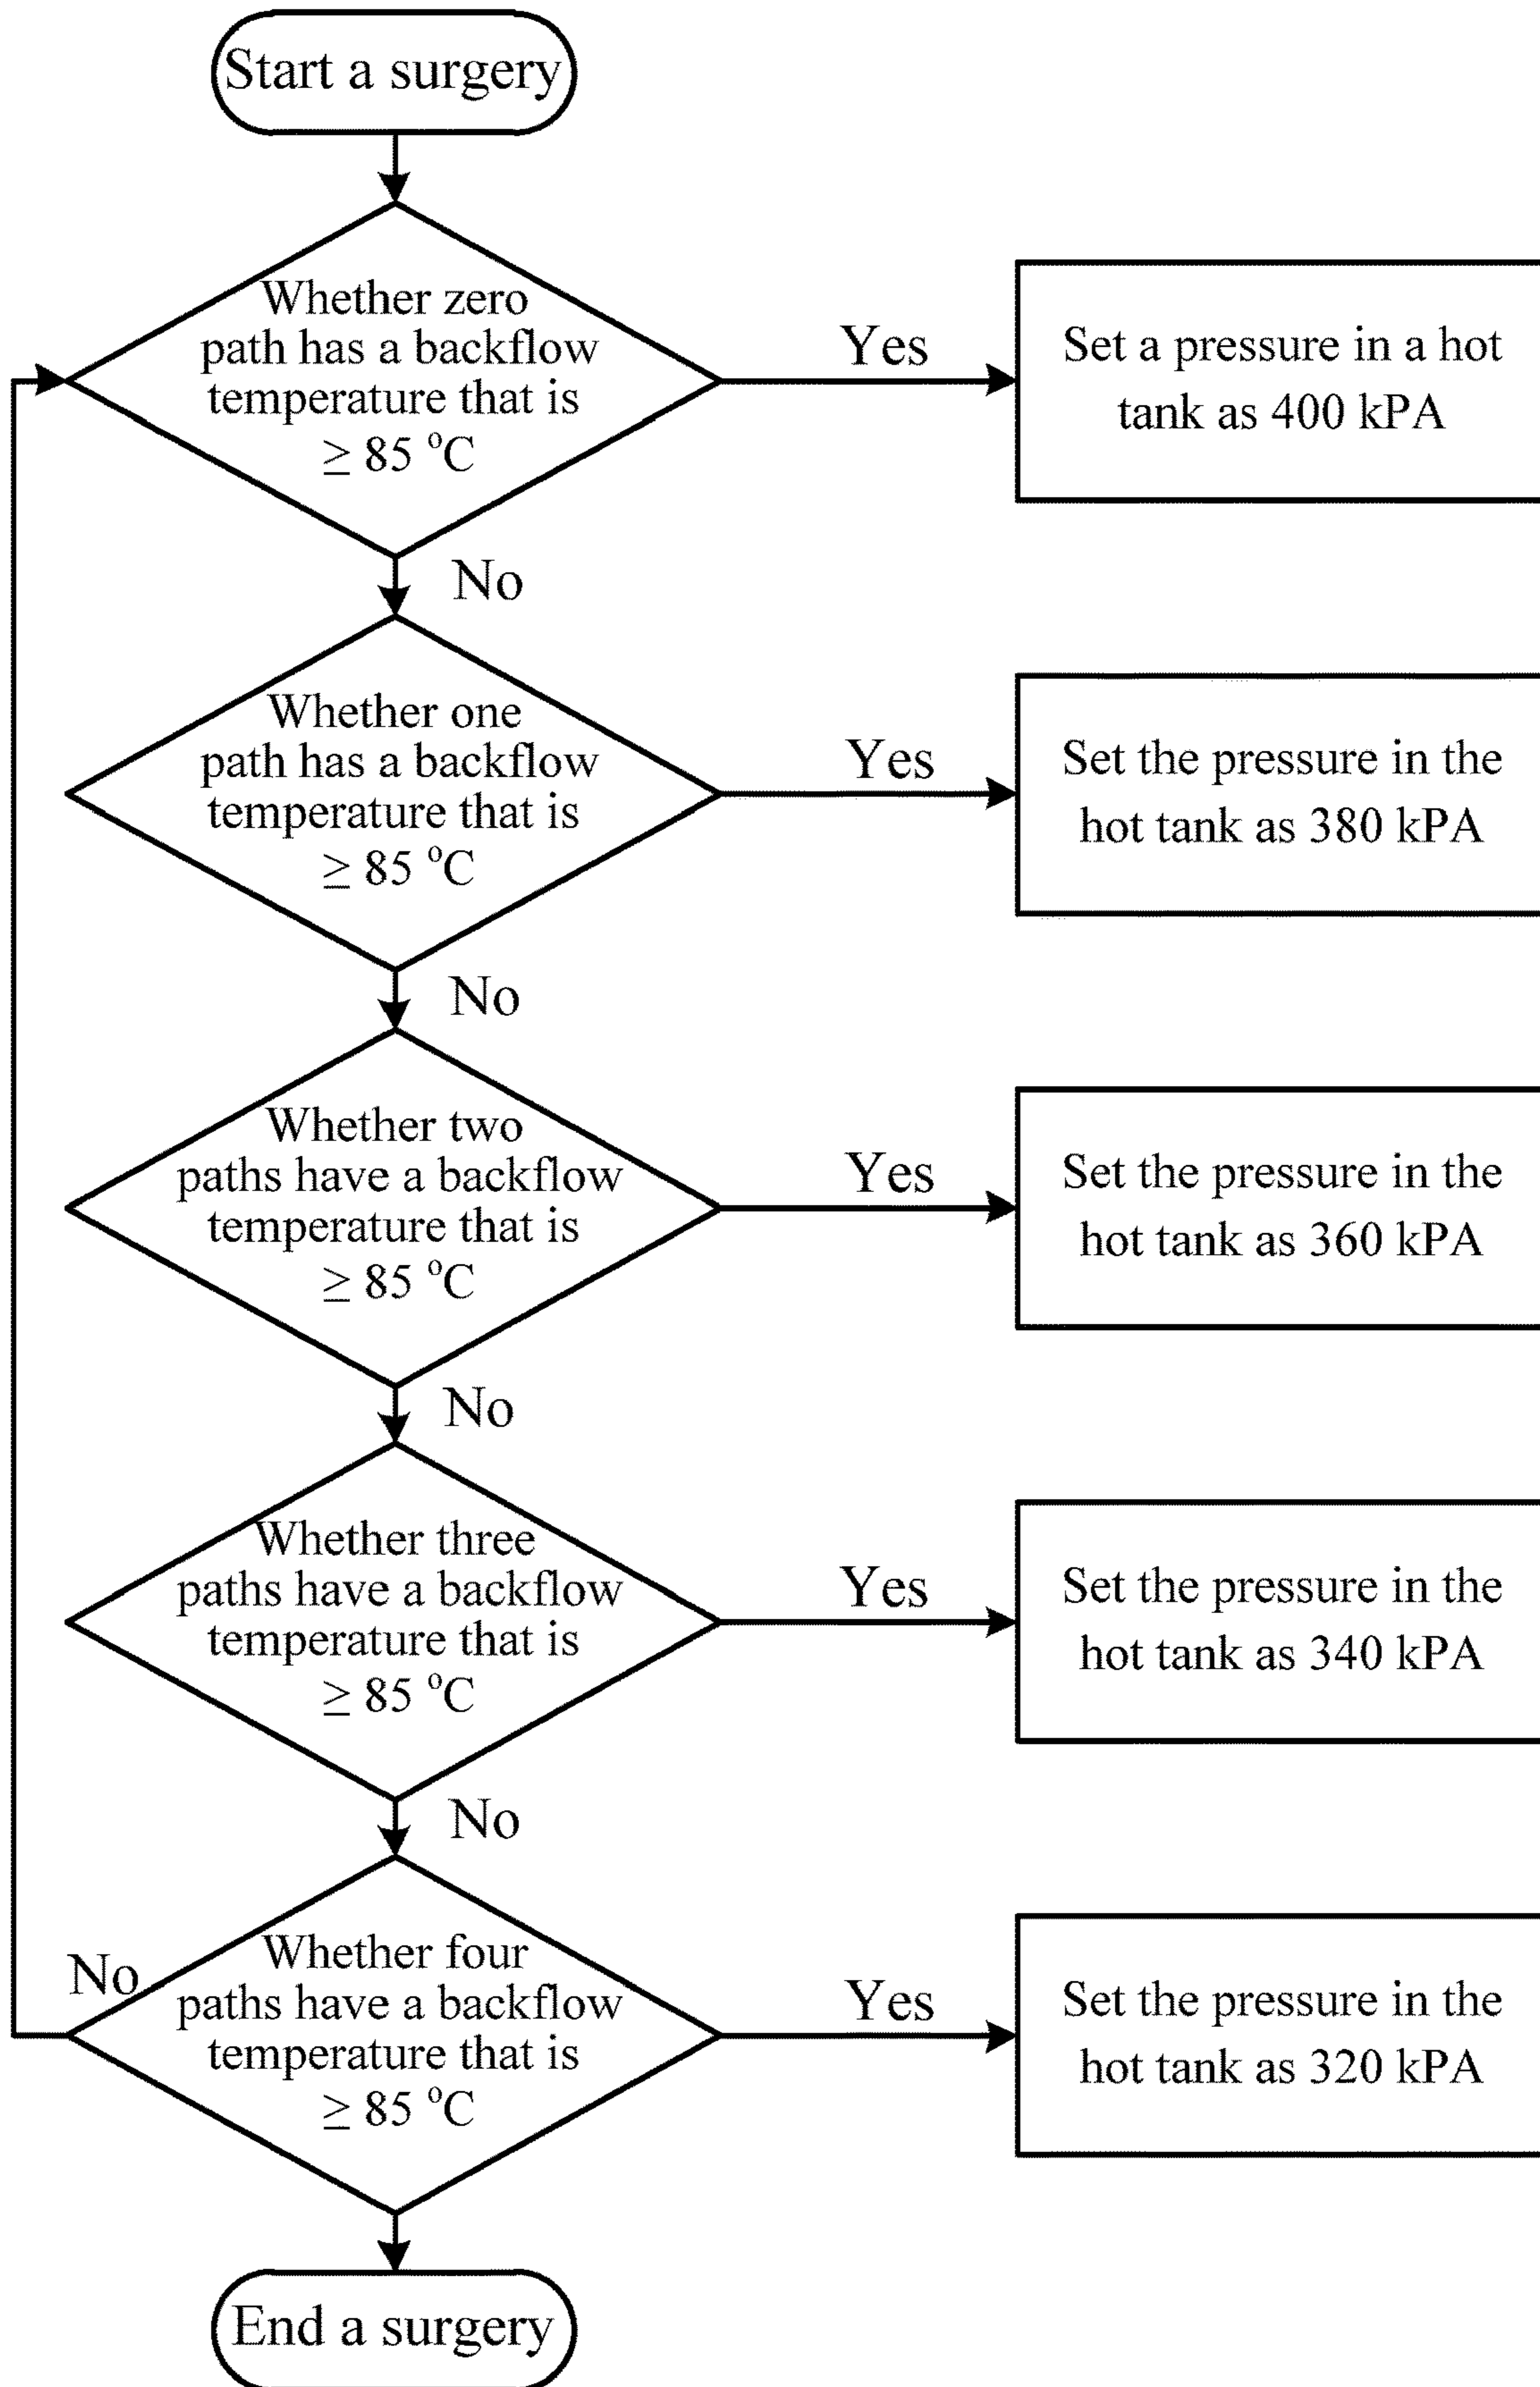 Start a surgery
Whether zero
path has a backflow
temperature that is
≥ 85 °C
Yes
Set a pressure in a hot
tank as 400 kPA
No
Whether one
path has a backflow
temperature that is
≥ 85 °C
Yes
Set the pressure in the
hot tank as 380 kPA
No
Whether two
paths have a backflow
temperature that is
≥ 85 °C
Yes
Set the pressure in the
hot tank as 360 kPA
No
Whether three
paths have a backflow
temperature that is
≥ 85 °C
Yes
Set the pressure in the
hot tank as 340 kPA
No
Whether four
paths have a backflow
temperature that is
≥ 85 °C
No
Yes
Set the pressure in the
hot tank as 320 kPA
End a surgery